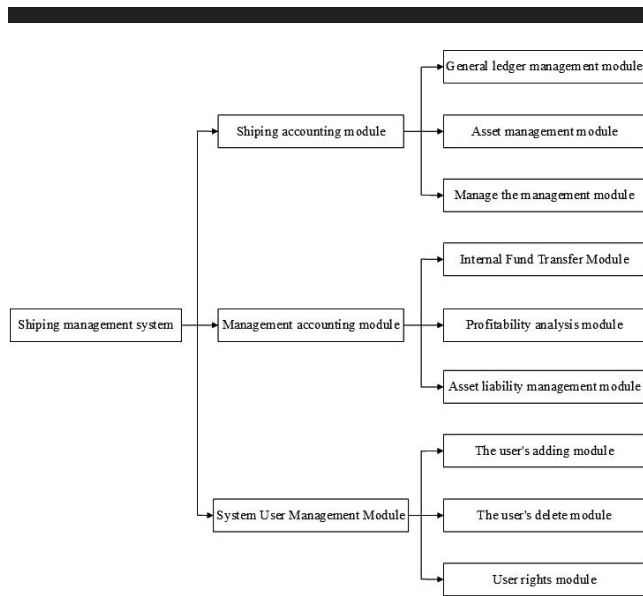 General ledger management module
Shiping accounting module
Asset management module
Manage the management module
Internal Fund Transfer Module
Shiping management system
Management accounting module
Profitability analysis module
Asset liability management module
The user's adding module
System User Management Module
The user's delete module
User rights module